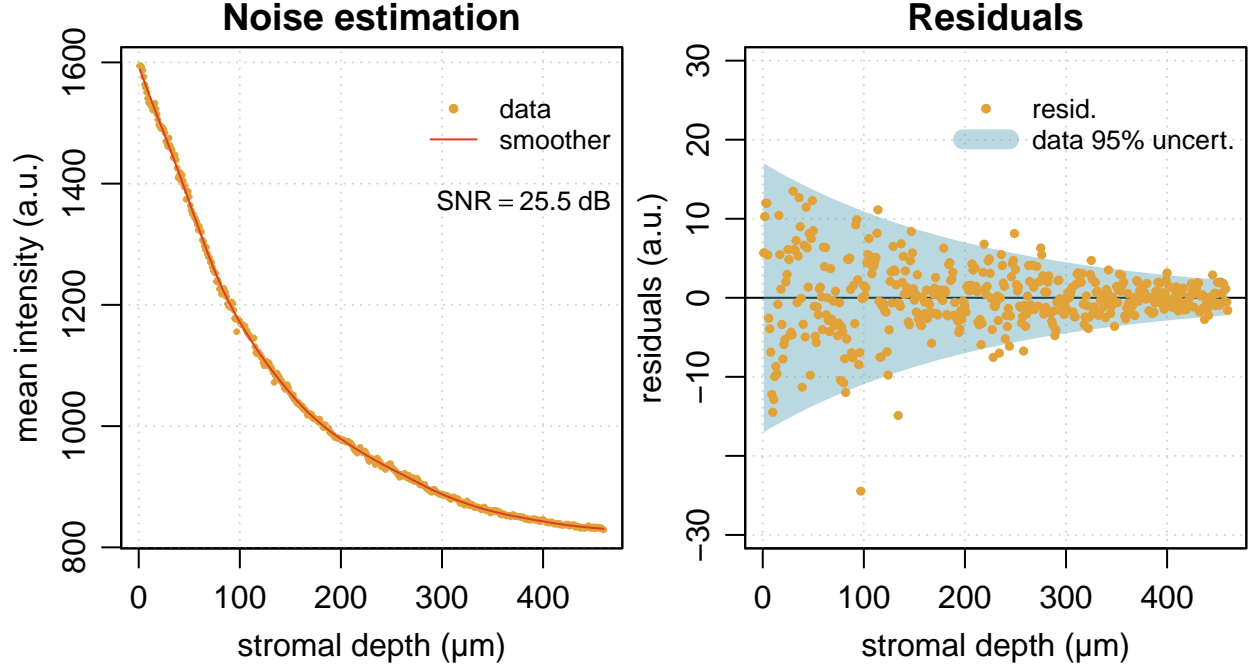 Noise estimation
mean intensity (a.u.)
1600
1400
1200
1000
800
data
smoother
SNR = 25.5 dB
0 100 200 300 400
stromal depth (µm)
Residuals
residuals (a.u.)
30
20
10
0
−10
−30
resid.
data 95% uncert.
0 100 200 300 400
stromal depth (µm)